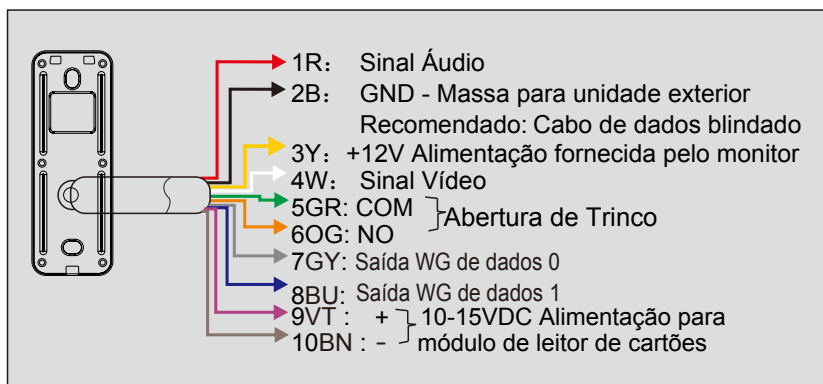 1R： Sinal Áudio
2B： GND - Massa para unidade exterior
Recomendado: Cabo de dados blindado
3Y： +12V Alimentação fornecida pelo monitor
4W： Sinal Vídeo
5GR: COM
Abertura de Trinco
6OG: NO
7GY: Saída WG de dados 0
8BU: Saída WG de dados 1
9VT : + 10-15VDC Alimentação para
10BN : - módulo de leitor de cartões